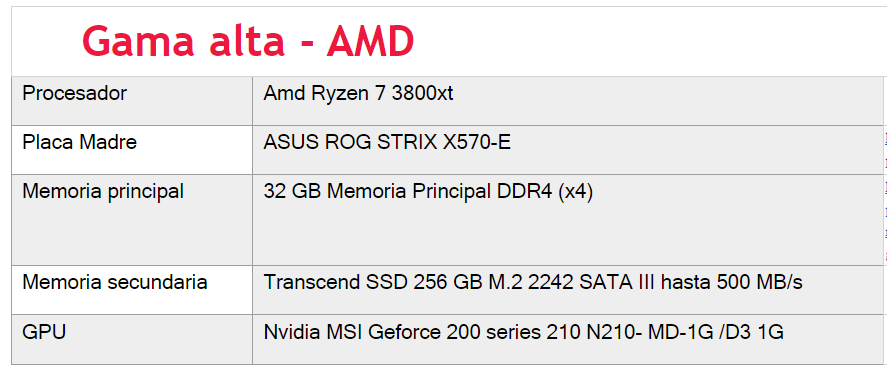 Gama alta - AMD
Procesador
Amd Ryzen 7 3800xt
Placa Madre
ASUS ROG STRIX X570-E
Memoria principal
32 GB Memoria Principal DDR4 (x4)
Memoria secundaria
Transcend SSD 256 GB M.2 2242 SATA III hasta 500 MB/s
GPU
Nvidia MSI Geforce 200 series 210 N210- MD-1G /D3 1G